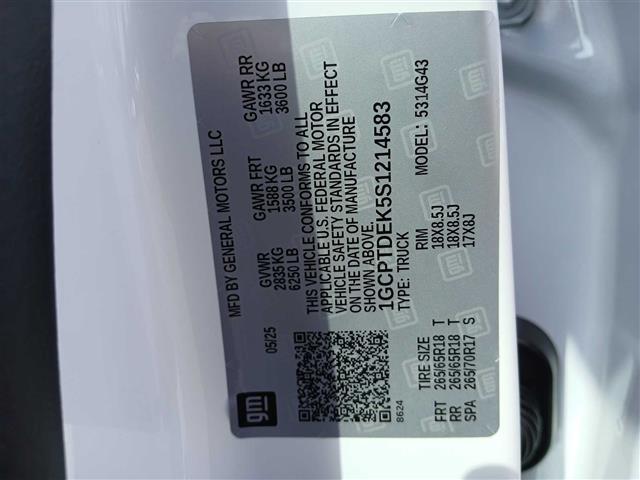 gm
MFD BY GENERAL MOTORS LLC
05/25
GVWR GAWR FRT GAWR RR
2835 KG 1588 KG 1633 KG
6250 LB 3500 LB 3600 LB
THIS VEHICLE CONFORMS TO ALL
APPLICABLE U.S. FEDERAL MOTOR
VEHICLE SAFETY STANDARDS IN EFFECT
ON THE DATE OF MANUFACTURE
SHOWN ABOVE.
1GCPTDEK5S1214583
TYPE: TRUCK MODEL: 5314G43
8624
TIRE SIZE RIM
FRT 265/65R18 T 18X8.5J
RR 265/65R18 T 18X8.5J
SPA 265/70R17 S 17X8J